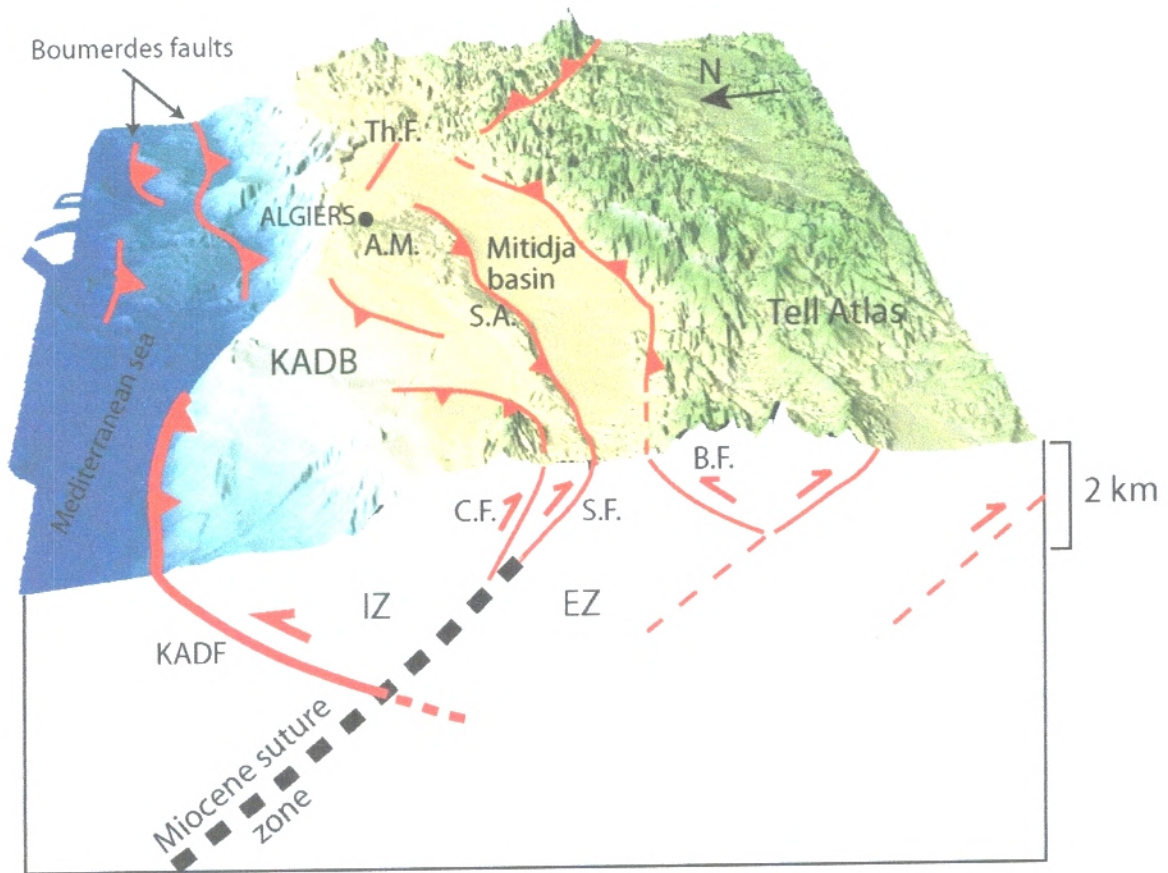 Boumerdes faults
N
Th.F.
ALGIERS
A.M.
Mitidja
basin
S.A.
Tell Atlas
KADB
Mediterranean sea
B.F.
C.F.
S.F.
2 km
IZ
EZ
KADF
Miocene suture
zone